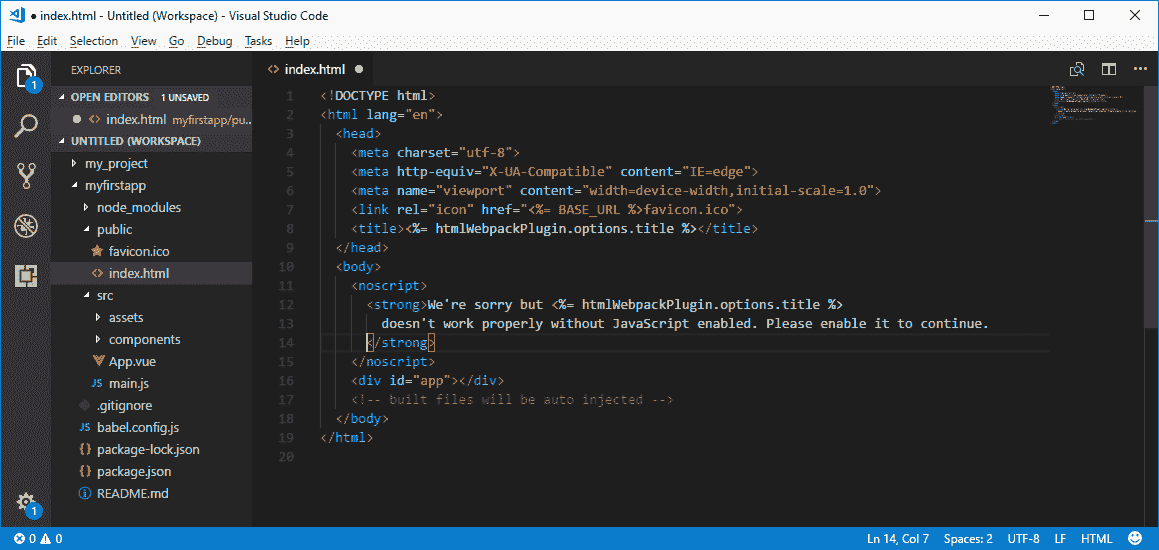 ● index.html - Untitled (Workspace) - Visual Studio Code
File Edit Selection View Go Debug Tasks Help
1
EXPLORER
OPEN EDITORS 1 UNSAVED
index.html myfirstapp/pu...
UNTITLED (WORKSPACE)
my_project
myfirstapp
node_modules
public
favicon.ico
index.html
src
assets
components
App.vue
JS main.js
.gitignore
JS babel.config.js
{} package-lock.json
{} package.json
README.md
1
<> index.html ●
1 <!DOCTYPE html>
2 <html lang="en">
3 <head>
4 <meta charset="utf-8">
5 <meta http-equiv="X-UA-Compatible" content="IE=edge">
6 <meta name="viewport" content="width=device-width,initial-scale=1.0">
7 <link rel="icon" href="<%= BASE_URL %>favicon.ico">
8 <title><%= htmlWebpackPlugin.options.title %></title>
9 </head>
10 <body>
11 <noscript>
12 <strong>We're sorry but <%= htmlWebpackPlugin.options.title %>
13 doesn't work properly without JavaScript enabled. Please enable it to continue.
14 </strong>
15 </noscript>
16 <div id="app"></div>
17 <!-- built files will be auto injected -->
18 </body>
19 </html>
20
0 0 Ln 14, Col 7 Spaces: 2 UTF-8 LF HTML